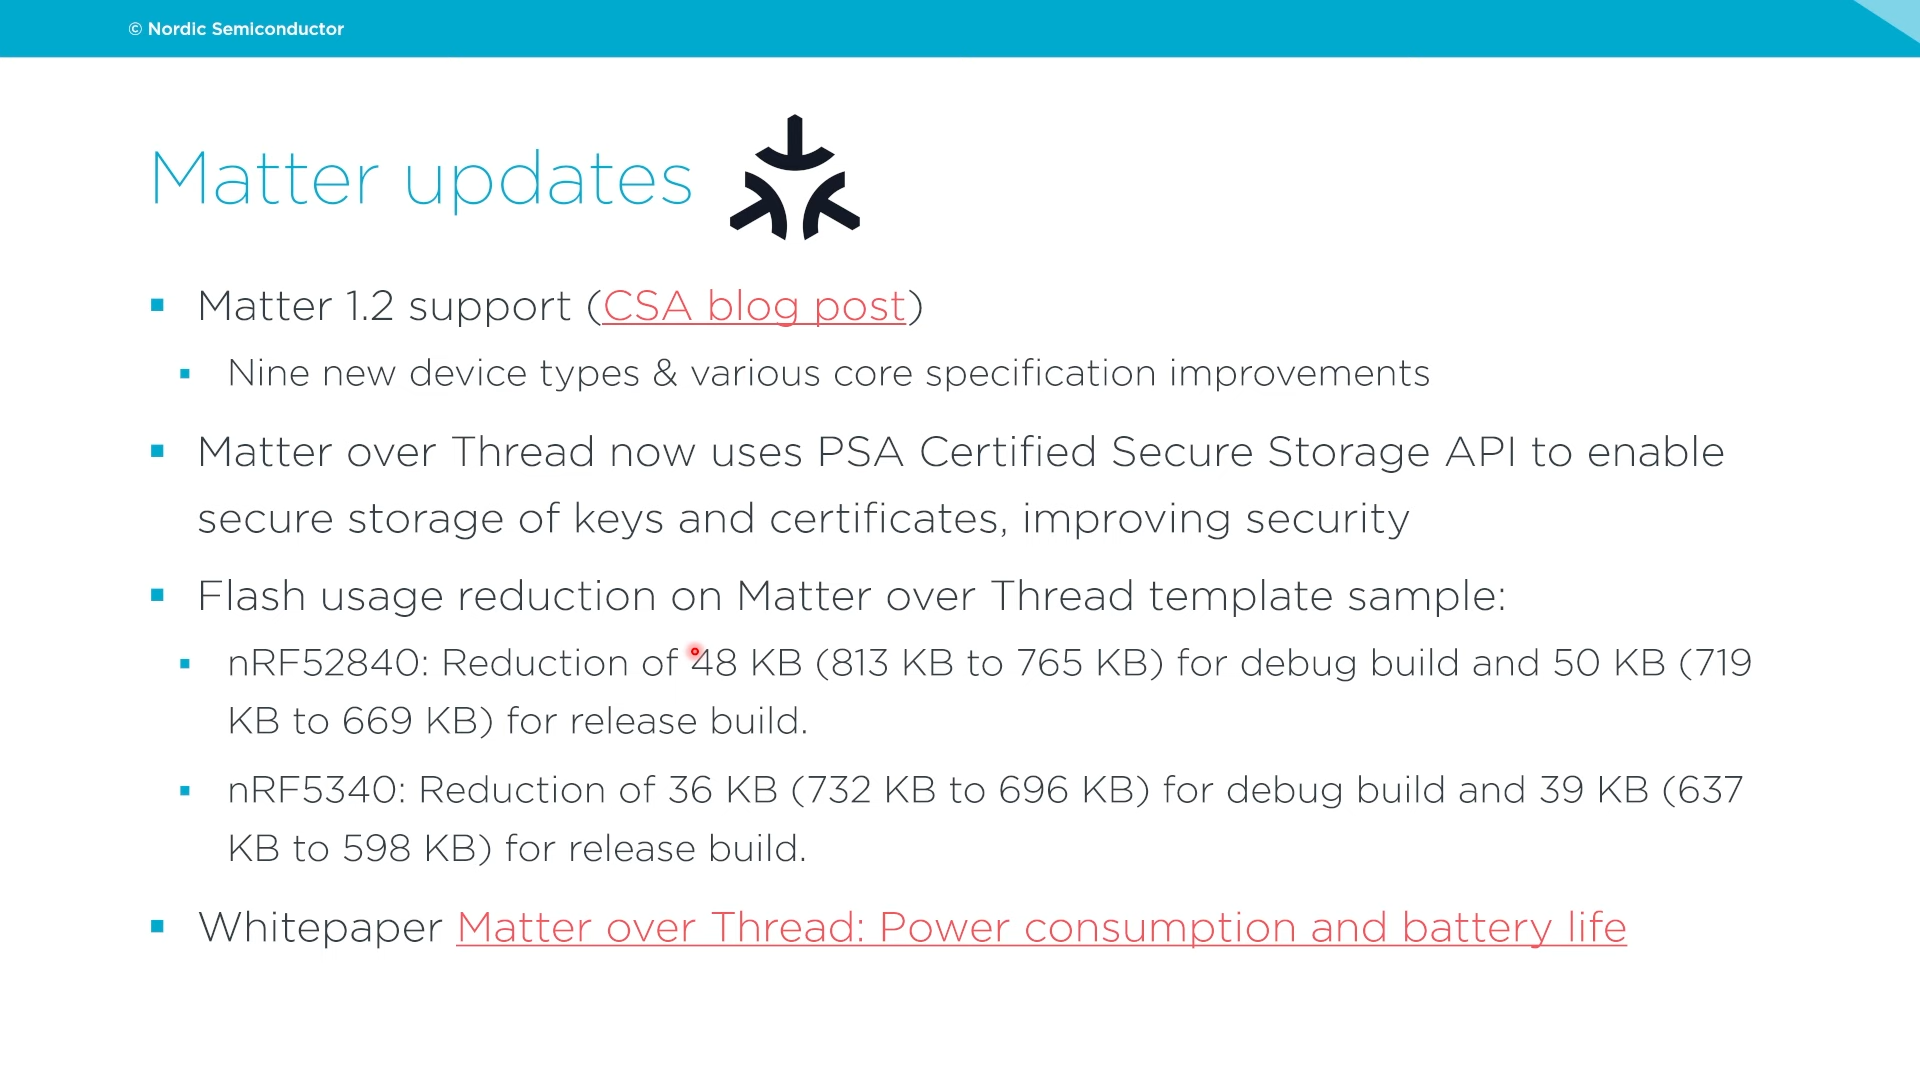 © Nordic Semiconductor
Matter updates
▪ Matter 1.2 support (CSA blog post)
▪ Nine new device types & various core specification improvements
▪ Matter over Thread now uses PSA Certified Secure Storage API to enable
secure storage of keys and certificates, improving security
▪ Flash usage reduction on Matter over Thread template sample:
▪ nRF52840: Reduction of 48 KB (813 KB to 765 KB) for debug build and 50 KB (719
KB to 669 KB) for release build.
▪ nRF5340: Reduction of 36 KB (732 KB to 696 KB) for debug build and 39 KB (637
KB to 598 KB) for release build.
▪ Whitepaper Matter over Thread: Power consumption and battery life